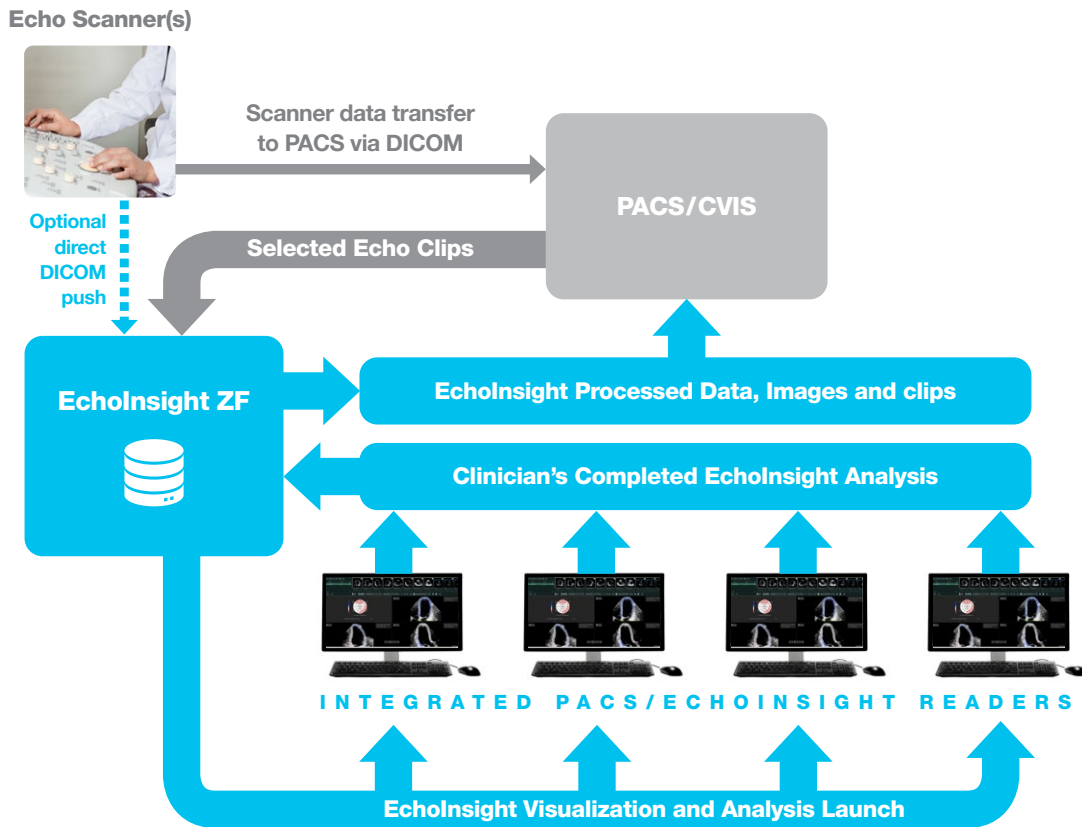 Echo Scanner(s)
Scanner data transfer
to PACS via DICOM
PACS/CVIS
Optional
direct
DICOM
push
Selected Echo Clips
EchoInsight ZF
EchoInsight Processed Data, Images and clips
Clinician's Completed EchoInsight Analysis
INTEGRATED PACS/ECHOINSIGHT READERS
EchoInsight Visualization and Analysis Launch